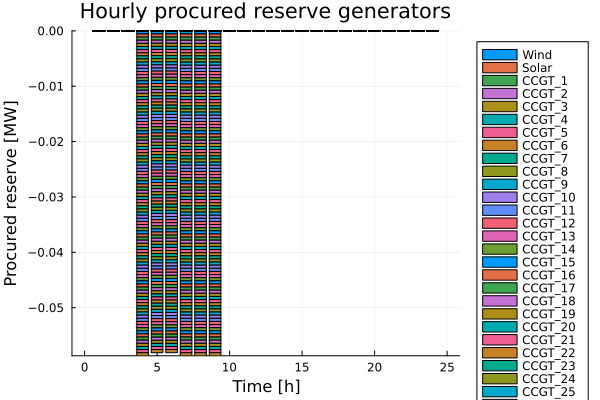 Hourly procured reserve generators
Procured reserve [MW]
0.00
−0.01
−0.02
−0.03
−0.04
−0.05
0
5
10
15
20
25
Time [h]
Wind
Solar
CCGT_1
CCGT_2
CCGT_3
CCGT_4
CCGT_5
CCGT_6
CCGT_7
CCGT_8
CCGT_9
CCGT_10
CCGT_11
CCGT_12
CCGT_13
CCGT_14
CCGT_15
CCGT_16
CCGT_17
CCGT_18
CCGT_19
CCGT_20
CCGT_21
CCGT_22
CCGT_23
CCGT_24
CCGT_25